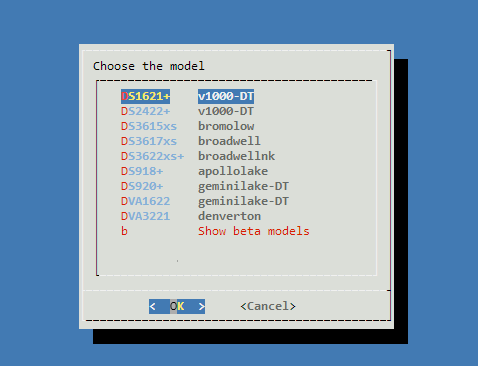 Choose the model
DS1621+ v1000-DT
DS2422+ v1000-DT
DS3615xs bromolow
DS3617xs broadwell
DS3622xs+ broadwellnk
DS918+ apollolake
DS920+ geminilake-DT
DVA1622 geminilake-DT
DVA3221 denverton
b Show beta models
< OK > <Cancel>